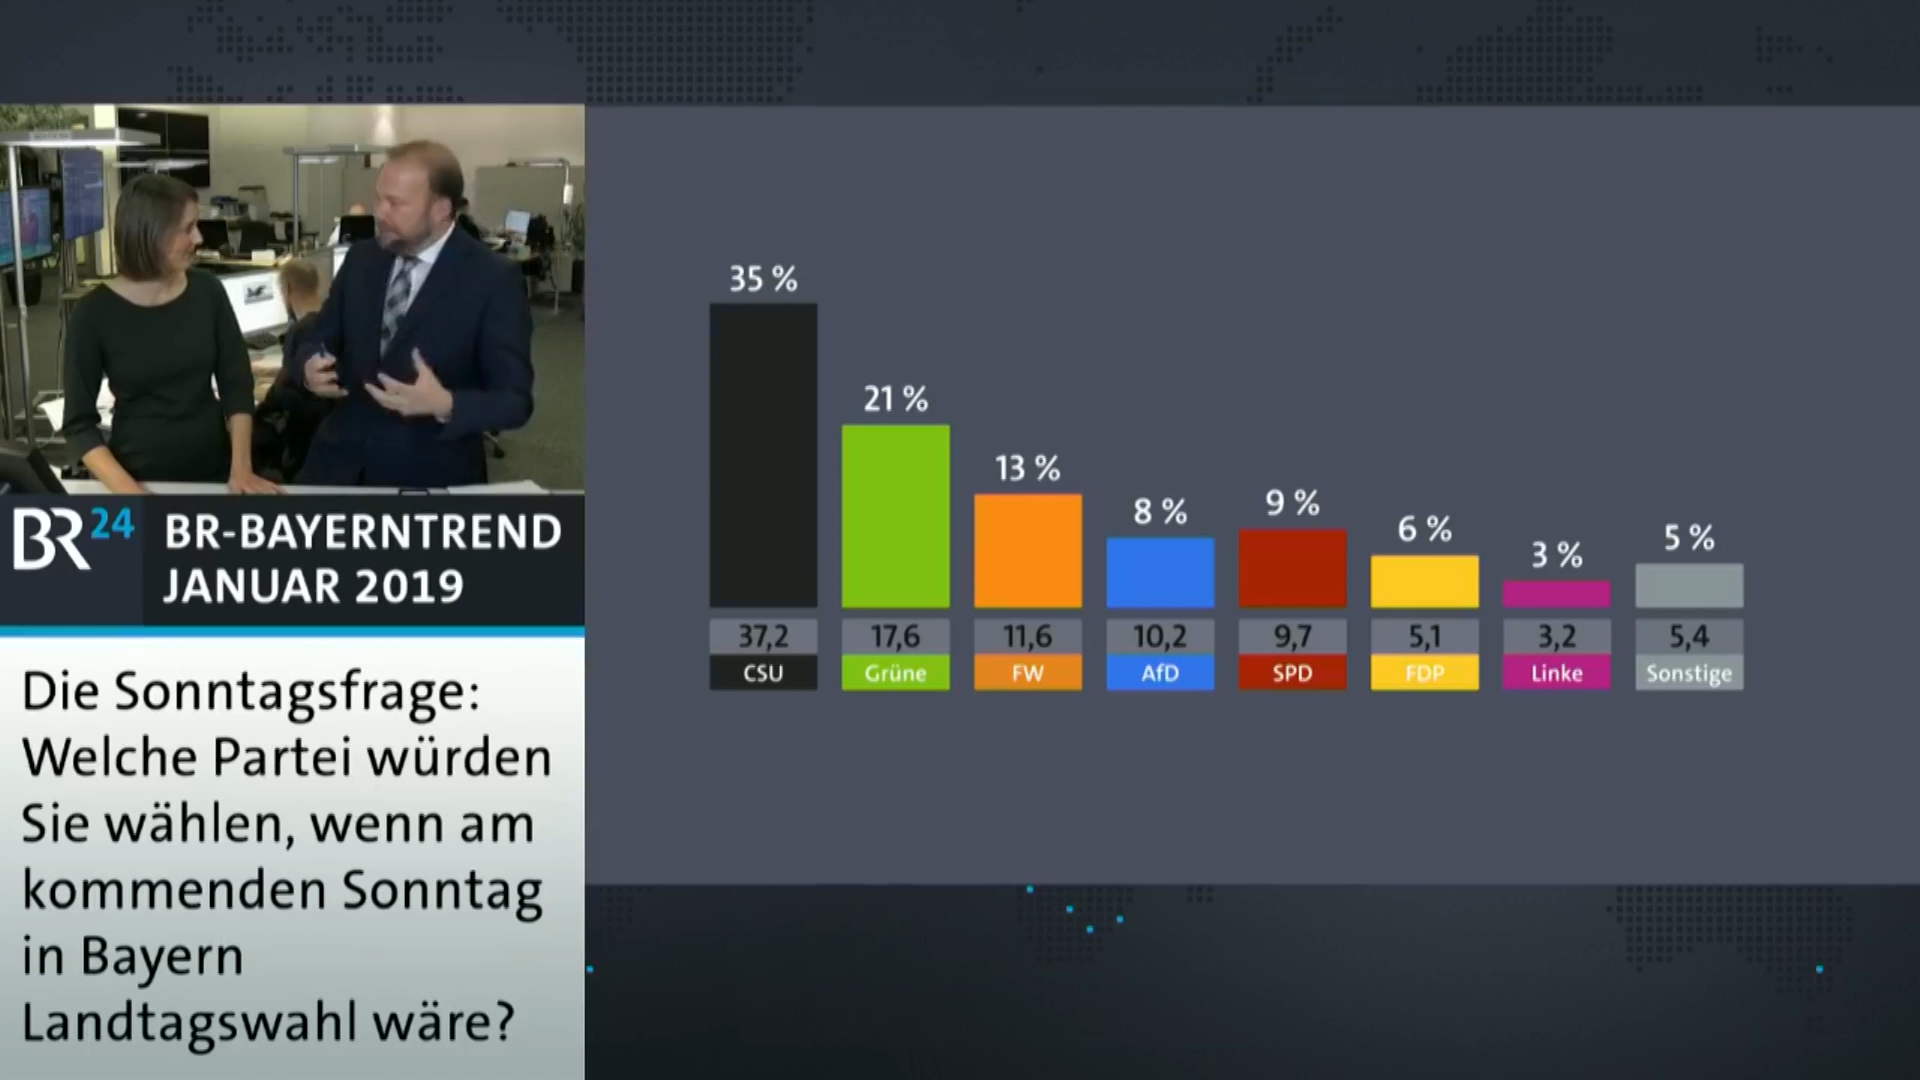 BR24
BR-BAYERNTREND
JANUAR 2019
Die Sonntagsfrage:
Welche Partei würden
Sie wählen, wenn am
kommenden Sonntag
in Bayern
Landtagswahl wäre?
35 %
21 %
13 %
8 %
9 %
6 %
3 %
5 %
37,2
17,6
11,6
10,2
9,7
5,1
3,2
5,4
CSU
Grüne
FW
AfD
SPD
FDP
Linke
Sonstige